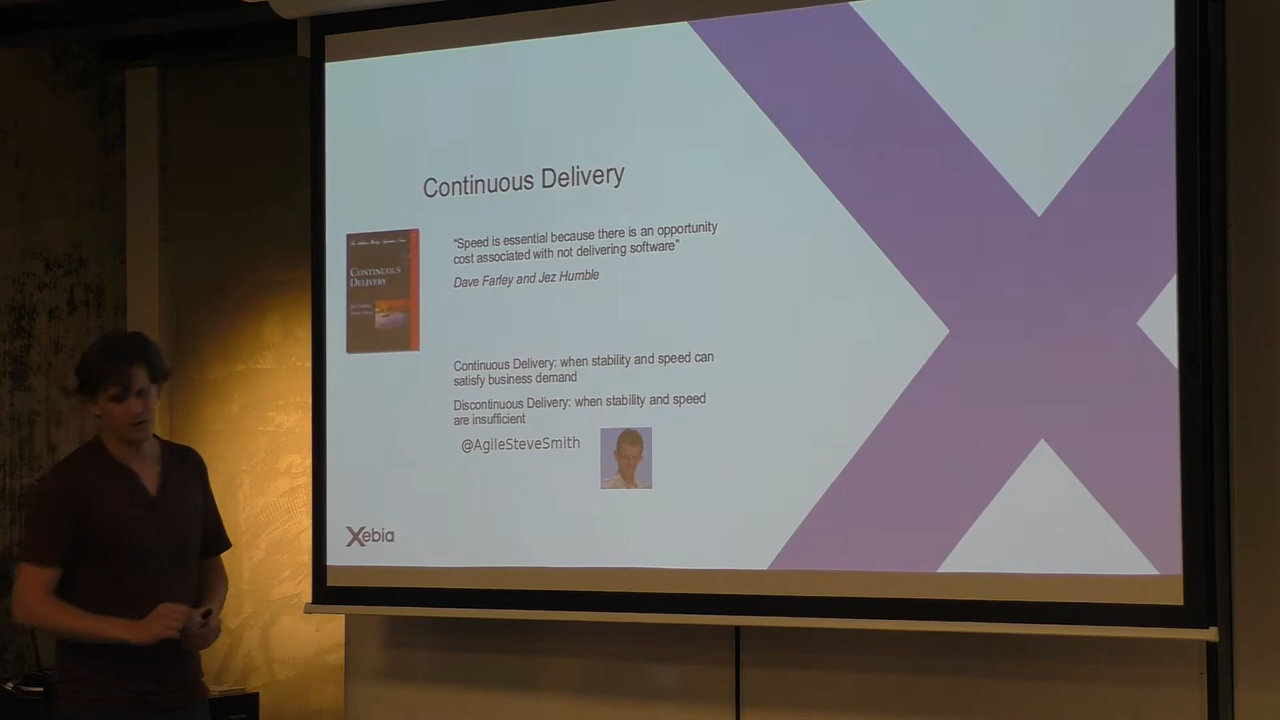 Continuous Delivery
"Speed is essential because there is an opportunity
cost associated with not delivering software"
Dave Farley and Jez Humble
CONTINUOUS
DELIVERY
Continuous Delivery: when stability and speed can
satisfy business demand
Discontinuous Delivery: when stability and speed
are insufficient
@AgileSteveSmith
Xebia